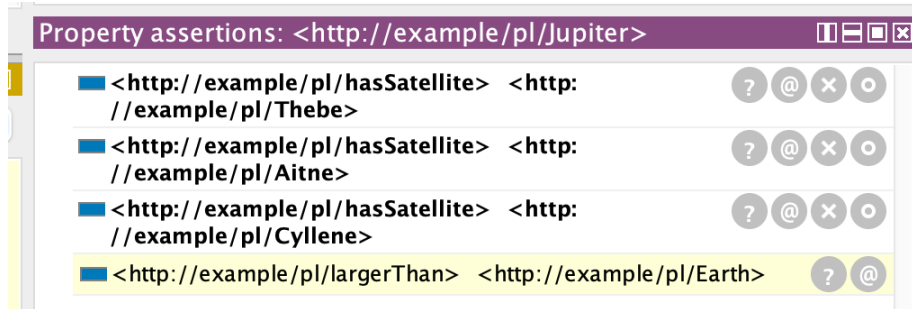 Property assertions: <http://example/pl/Jupiter>
<http://example/pl/hasSatellite> <http:
//example/pl/Thebe>
<http://example/pl/hasSatellite> <http:
//example/pl/Aitne>
<http://example/pl/hasSatellite> <http:
//example/pl/Cyllene>
<http://example/pl/largerThan> <http://example/pl/Earth>